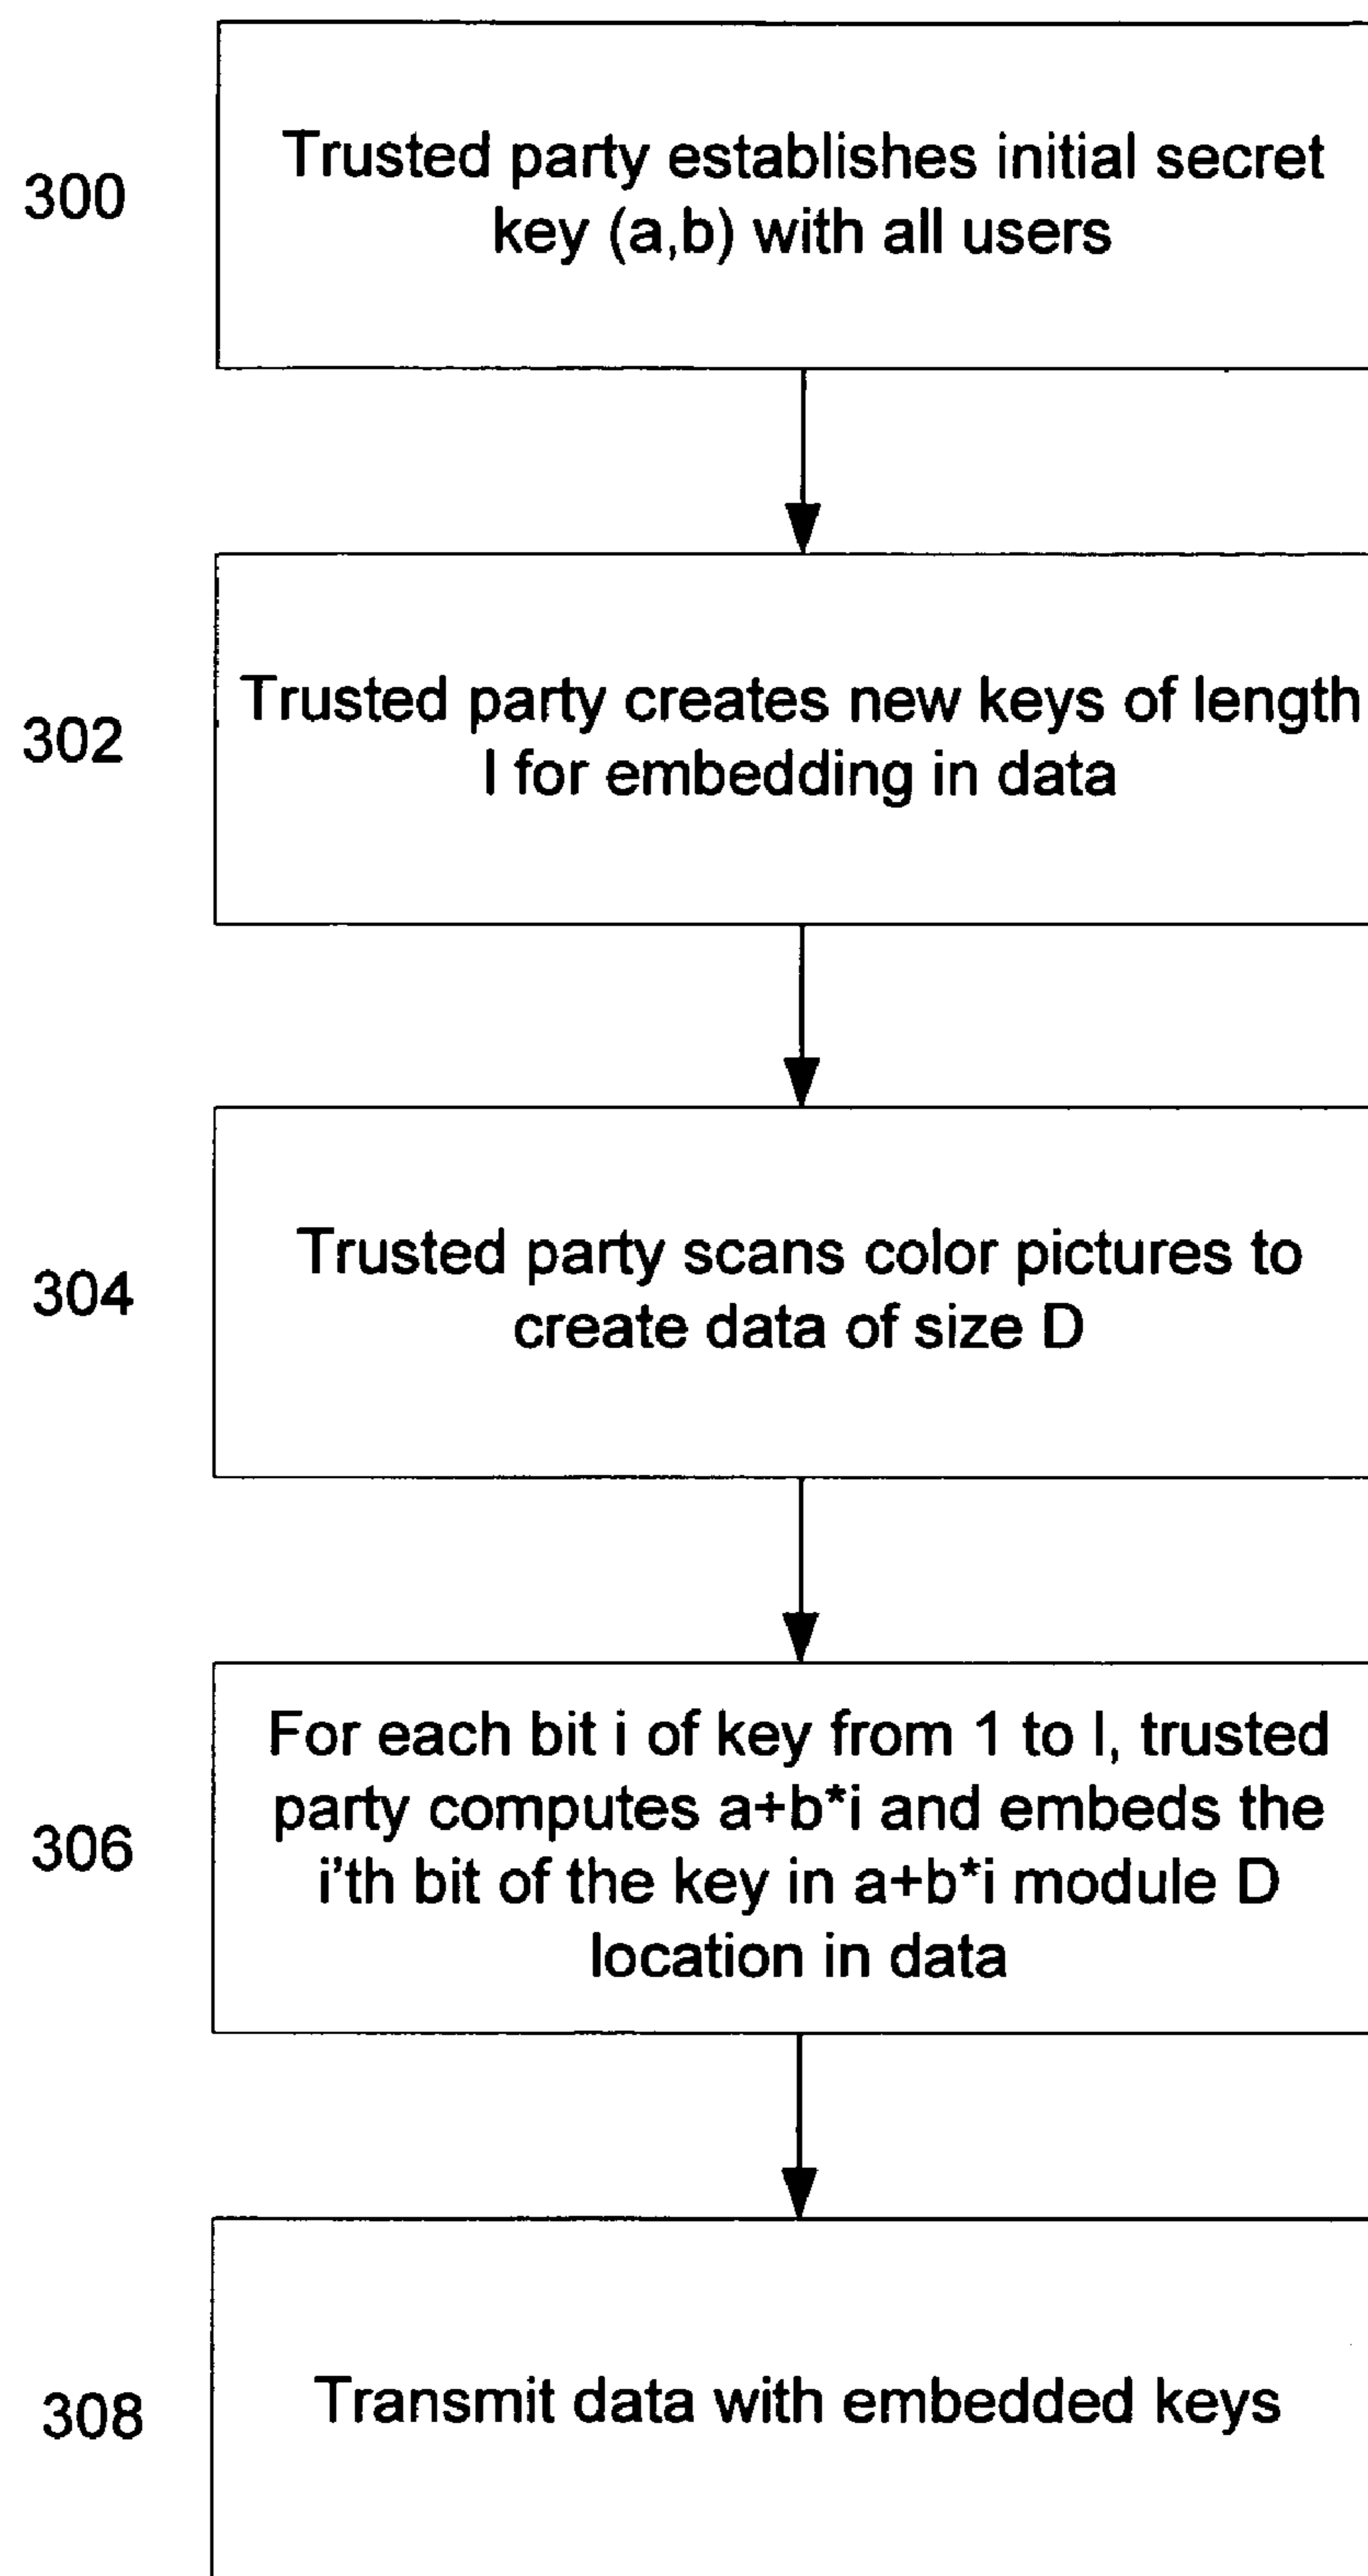 300
Trusted party establishes initial secret
key (a,b) with all users
302
Trusted party creates new keys of length
l for embedding in data
304
Trusted party scans color pictures to
create data of size D
306
For each bit i of key from 1 to l, trusted
party computes a+b*i and embeds the
i'th bit of the key in a+b*i module D
location in data
308
Transmit data with embedded keys